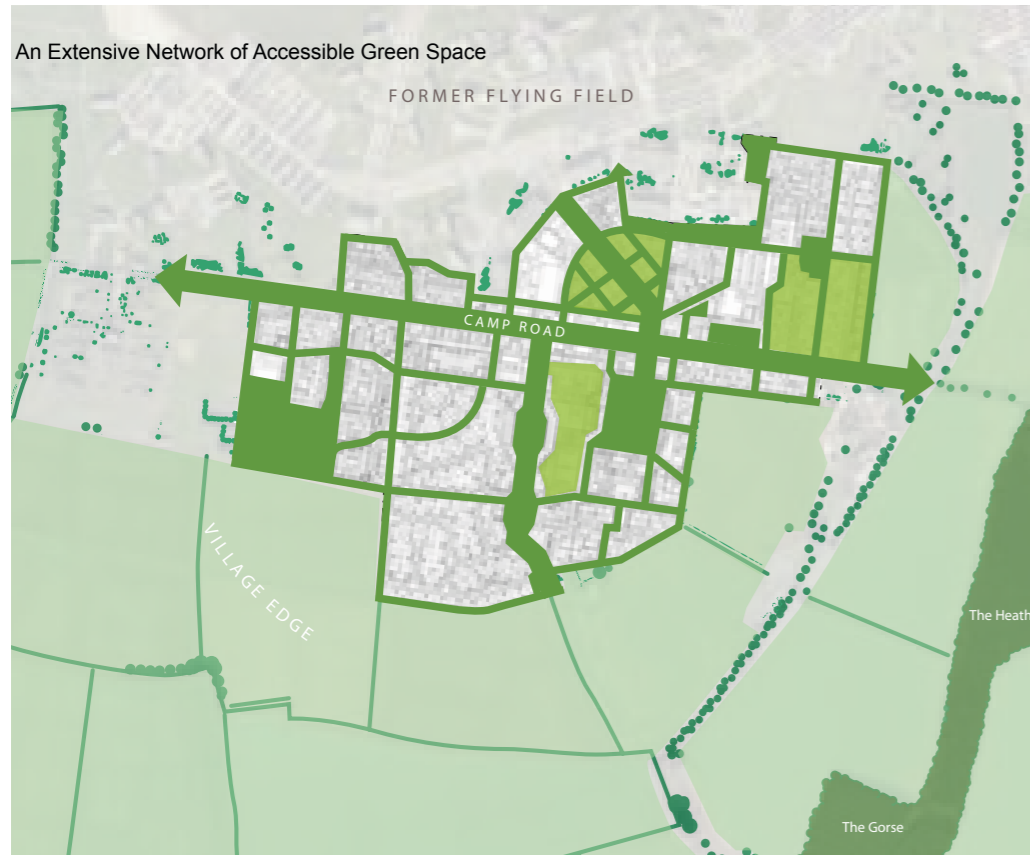 An Extensive Network of Accessible Green Space
FORMER FLYING FIELD
CAMP ROAD
VILLAGE EDGE
The Heath
The Gorse